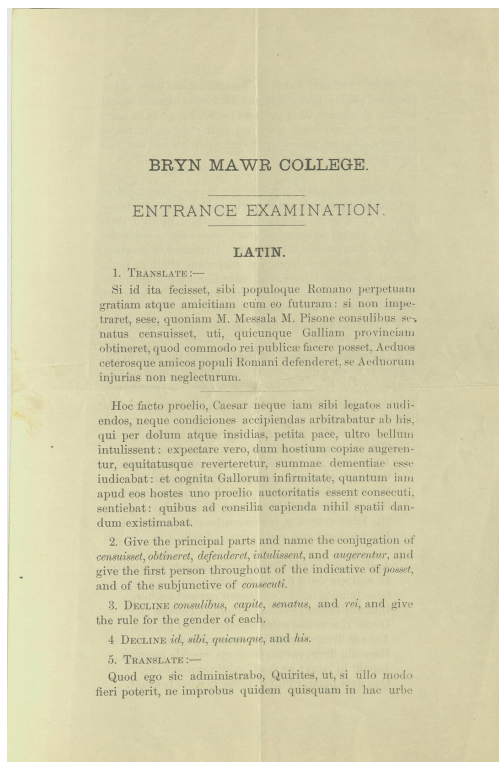 BRYN MAWR COLLEGE.
ENTRANCE EXAMINATION.
LATIN.
1. TRANSLATE:—
Si id ita fecisset, sibi populoque Romano perpetuam
gratiam atque amicitiam cum eo futuram: si non impe-
traret, sese, quoniam M. Messala M. Pisone consulibus se-
natus censuisset, uti, quicunque Galliam provinciam
obtineret, quod commodo rei publicæ facere posset, Aeduos
ceterosque amicos populi Romani defenderet, se Aeduorum
injurias non neglecturum.
Hoc facto proelio, Caesar neque iam sibi legatos audi-
endos, neque condiciones accipiendas arbitrabatur ab his,
qui per dolum atque insidias, petita pace, ultro bellum
intulissent: expectare vero, dum hostium copiae augeren-
tur, equitatusque reverteretur, summae dementiae esse
iudicabat: et cognita Gallorum infirmitate, quantum iam
apud eos hostes uno proelio auctoritatis essent consecuti,
sentiebat: quibus ad consilia capienda nihil spatii dan-
dum existimabat.
2. Give the principal parts and name the conjugation of
censuisset, obtineret, defenderet, intulissent, and augerentur, and
give the first person throughout of the indicative of posset,
and of the subjunctive of consecuti.
3. DECLINE consulibus, capite, senatus, and rei, and give
the rule for the gender of each.
4 DECLINE id, sibi, quicunque, and his.
5. TRANSLATE:—
Quod ego sic administrabo, Quirites, ut, si ullo modo
fieri poterit, ne improbus quidem quisquam in hac urbe